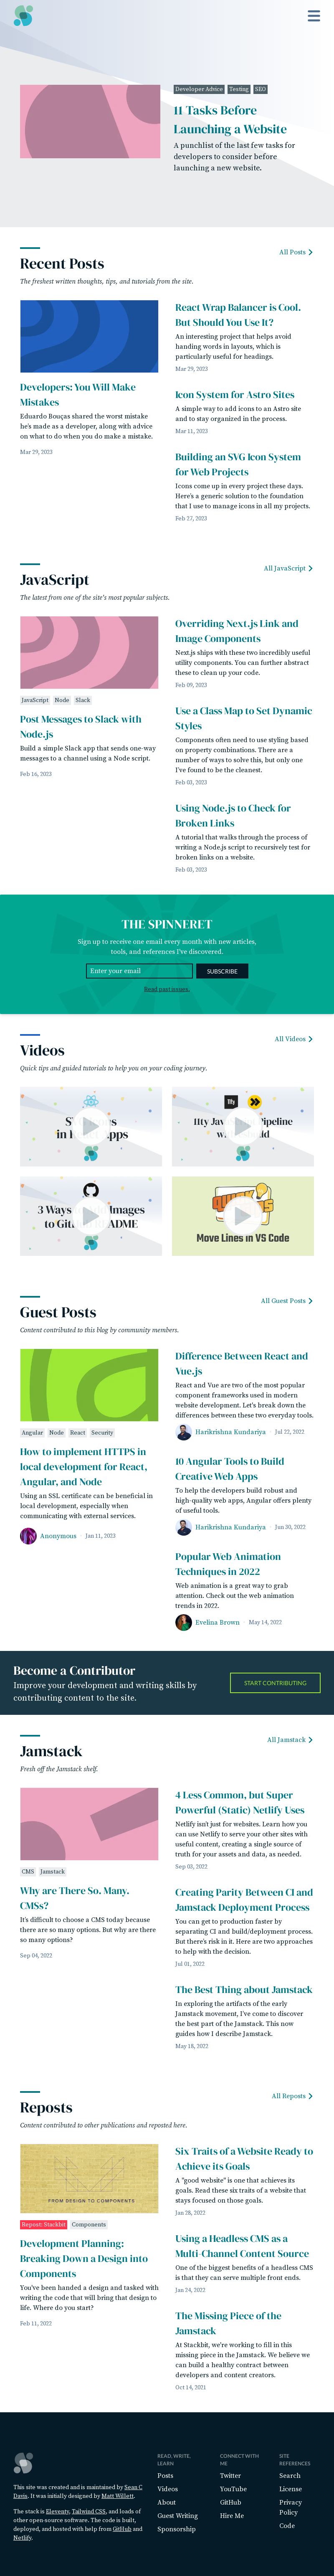 Developer Advice Testing SEO
11 Tasks Before
Launching a Website
A punchlist of the last few tasks for
developers to consider before
launching a new website.
All Posts
Recent Posts
The freshest written thoughts, tips, and tutorials from the site.
Developers: You Will Make
Mistakes
Eduardo Bouças shared the worst mistake
he's made as a developer, along with advice
on what to do when you do make a mistake.
Mar 29, 2023
React Wrap Balancer is Cool.
But Should You Use It?
An interesting project that helps avoid
handing words in layouts, which is
particularly useful for headings.
Mar 29, 2023
Icon System for Astro Sites
A simple way to add icons to an Astro site
and to stay organized in the process.
Mar 11, 2023
Building an SVG Icon System
for Web Projects
Icons come up in every project these days.
Here's a generic solution to the foundation
that I use to manage icons in all my projects.
Feb 27, 2023
All JavaScript
JavaScript
The latest from one of the site's most popular subjects.
JavaScript Node Slack
Post Messages to Slack with
Node.js
Build a simple Slack app that sends one-way
messages to a channel using a Node script.
Feb 16, 2023
Overriding Next.js Link and
Image Components
Next.js ships with these two incredibly useful
utility components. You can further abstract
these to clean up your code.
Feb 09, 2023
Use a Class Map to Set Dynamic
Styles
Components often need to use styling based
on property combinations. There are a
number of ways to solve this, but only one
I've found to be the cleanest.
Feb 03, 2023
Using Node.js to Check for
Broken Links
A tutorial that walks through the process of
writing a Node.js script to recursively test for
broken links on a website.
Feb 03, 2023
THE SPINNERET
Sign up to receive one email every month with new articles,
tools, and references I've discovered.
Enter your email SUBSCRIBE
Read past issues.
All Videos
Videos
Quick tips and guided tutorials to help you on your coding journey.
11ty
3 Ways
Images
Move Lines in VS Code
All Guest Posts
Guest Posts
Content contributed to this blog by community members.
Angular Node React Security
How to implement HTTPS in
local development for React,
Angular, and Node
Using an SSL certificate can be beneficial in
local development, especially when
communicating with external services.
Anonymous · Jan 11, 2023
Difference Between React and
Vue.js
React and Vue are two of the most popular
component frameworks used in modern
website development. Let's break down the
differences between these two everyday tools.
Harikrishna Kundariya · Jul 22, 2022
10 Angular Tools to Build
Creative Web Apps
To help the developers build robust and
high-quality web apps, Angular offers plenty
of useful tools.
Harikrishna Kundariya · Jun 30, 2022
Popular Web Animation
Techniques in 2022
Web animation is a great way to grab
attention. Check out the web animation
trends in 2022.
Evelina Brown · May 14, 2022
Become a Contributor
Improve your development and writing skills by
contributing content to the site.
START CONTRIBUTING
All Jamstack
Jamstack
Fresh off the Jamstack shelf.
CMS Jamstack
Why are There So. Many.
CMSs?
It's difficult to choose a CMS today because
there are so many options. But why are there
so many options?
Sep 04, 2022
4 Less Common, but Super
Powerful (Static) Netlify Uses
Netlify isn't just for websites. Learn how you
can use Netlify to serve your other sites with
useful content, creating a single source of
truth for your assets and data, as needed.
Sep 03, 2022
Creating Parity Between CI and
Jamstack Deployment Process
You can get to production faster by
separating CI and build/deployment process.
But there's risk in it. Here are two approaches
to help with the decision.
Jul 01, 2022
The Best Thing about Jamstack
In exploring the artifacts of the early
Jamstack movement, I've come to discover
the best part of the Jamstack. This now
guides how I describe Jamstack.
May 18, 2022
All Reposts
Reposts
Content contributed to other publications and reposted here.
FROM DESIGN TO COMPONENTS
Repost: Stackbit Components
Development Planning:
Breaking Down a Design into
Components
You've been handed a design and tasked with
writing the code that will bring that design to
life. Where do you start?
Feb 11, 2022
Six Traits of a Website Ready to
Achieve its Goals
A "good website" is one that achieves its
goals. Read these six traits of a website that
stays focused on those goals.
Jan 28, 2022
Using a Headless CMS as a
Multi-Channel Content Source
One of the biggest benefits of a headless CMS
is that they can serve multiple front ends.
Jan 24, 2022
The Missing Piece of the
Jamstack
At Stackbit, we're working to fill in this
missing piece in the Jamstack. We believe we
can build a healthy contract between
developers and content creators.
Oct 14, 2021
This site was created and is maintained by Sean C
Davis. It was initially designed by Matt Willett.
The stack is Eleventy, Tailwind CSS, and loads of
other open source software. The code is built,
deployed, and hosted with help from GitHub and
Netlify.
READ, WRITE,
LEARN
Posts
Videos
About
Guest Writing
Sponsorship
CONNECT WITH
ME
Twitter
YouTube
GitHub
Hire Me
SITE
REFERENCES
Search
License
Privacy
Policy
Code